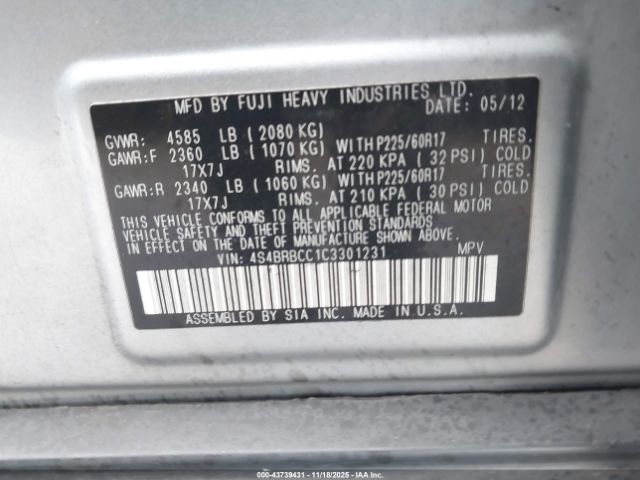 MFD BY FUJI HEAVY INDUSTRIES LTD.
DATE: 05/12
GVWR: 4585 LB ( 2080 KG)
GAWR:F 2360 LB ( 1070 KG) WITH P225/60R17 TIRES.
17X7J RIMS. AT 220 KPA ( 32 PSI) COLD
GAWR:R 2340 LB ( 1060 KG) WITH P225/60R17 TIRES.
17X7J RIMS. AT 210 KPA ( 30 PSI) COLD
THIS VEHICLE CONFORMS TO ALL APPLICABLE FEDERAL MOTOR
VEHICLE SAFETY AND THEFT PREVENTION STANDARDS
IN EFFECT ON THE DATE OF MANUFACTURE SHOWN ABOVE.
VIN: 4S4BRBCC1C3301231 MPV
ASSEMBLED BY SIA INC. MADE IN U.S.A.
© IAA 43739431 - 11/18/2025 - IAAI.COM